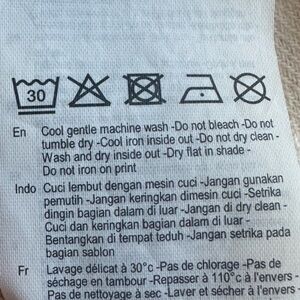 30
En Cool gentle machine wash -Do not bleach -Do not
tumble dry -Cool iron inside out -Do not dry clean -
Wash and dry inside out -Dry flat in shade -
Do not iron on print
Indo Cuci lembut dengan mesin cuci -Jangan gunakan
pemutih -Jangan keringkan dimesin cuci -Setrika
dingin bagian dalam di luar -Jangan di dry clean -
Cuci dan keringkan bagian dalam di luar -
Bentangkan di tempat teduh -Jangan setrika pada
bagian sablon
Fr Lavage délicat à 30°c -Pas de chlorage -Pas de
séchage en tambour -Repasser à 110°c à l'envers -
Pas de nettoyage à sec -Laver et sécher à l'envers -